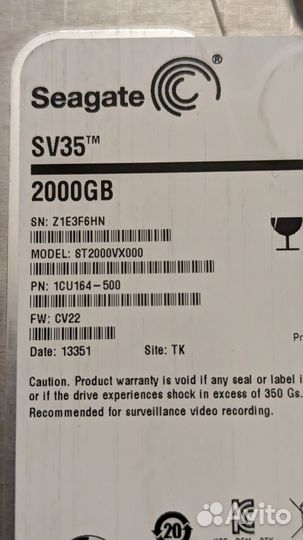 Seagate ®
SV35™
2000GB
SN: Z1E3F6HN
MODEL: ST2000VX000
PN: 1CU164-500
FW: CV22
Date: 13351 Site: TK
Pr
Caution. Product warranty is void if any seal or label i
or if the drive experiences shock in excess of 350 Gs.
Recommended for surveillance video recording.
20
Avito